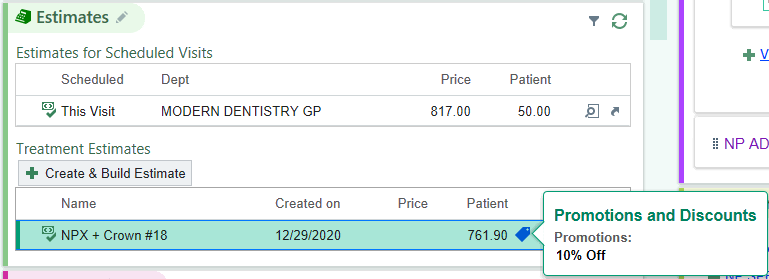 Estimates
Estimates for Scheduled Visits
Scheduled Dept Price Patient
This Visit MODERN DENTISTRY GP 817.00 50.00
Treatment Estimates
Create & Build Estimate
Name Created on Price Patient
NPX + Crown #18 12/29/2020 761.90
Promotions and Discounts
Promotions:
10% Off
NP AD